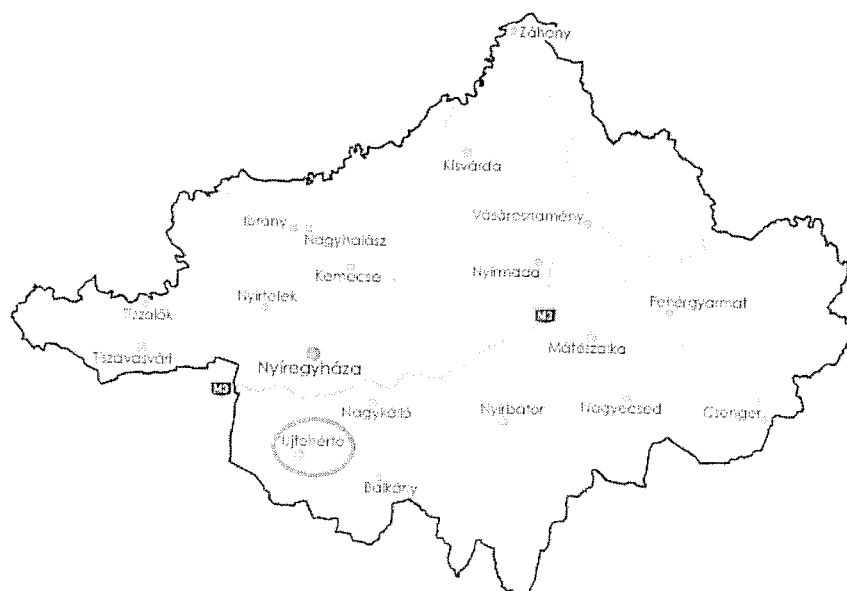 Záhony
Kisvárda
Ibrány
Nagyhalász
Vásárosnamény
Kemecse
Nyírmada
Nyírtelek
Tiszalök
Fehérgyarmat
M3
Tiszavasvári
Nyíregyháza
Mátészalka
M3
Nagykálló
Nyírbátor
Nagyecsed
Csenger
Újfehértó
Balkány